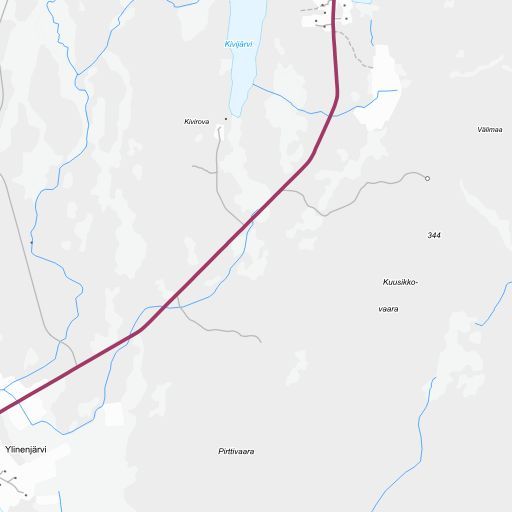 Kivijärvi
Kivirova
Välimaa
344
Kuusikko-
vaara
Ylinenjärvi
Pirttivaara